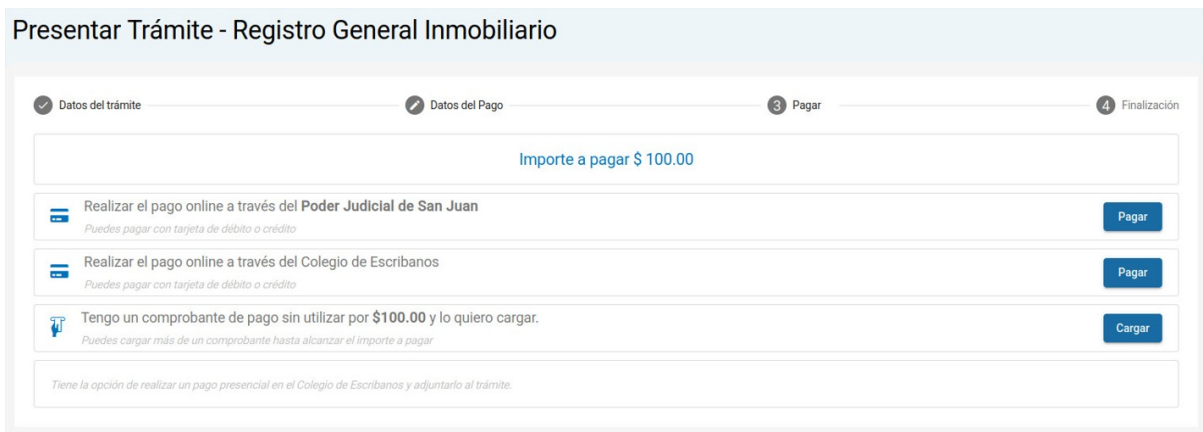 Presentar Trámite - Registro General Inmobiliario
Datos del trámite
Datos del Pago
3 Pagar
4 Finalización
Importe a pagar $ 100.00
Realizar el pago online a través del Poder Judicial de San Juan
Puedes pagar con tarjeta de débito o crédito
Pagar
Realizar el pago online a través del Colegio de Escribanos
Puedes pagar con tarjeta de débito o crédito
Pagar
Tengo un comprobante de pago sin utilizar por $100.00 y lo quiero cargar.
Puedes cargar más de un comprobante hasta alcanzar el importe a pagar
Cargar
Tiene la opción de realizar un pago presencial en el Colegio de Escribanos y adjuntarlo al trámite.